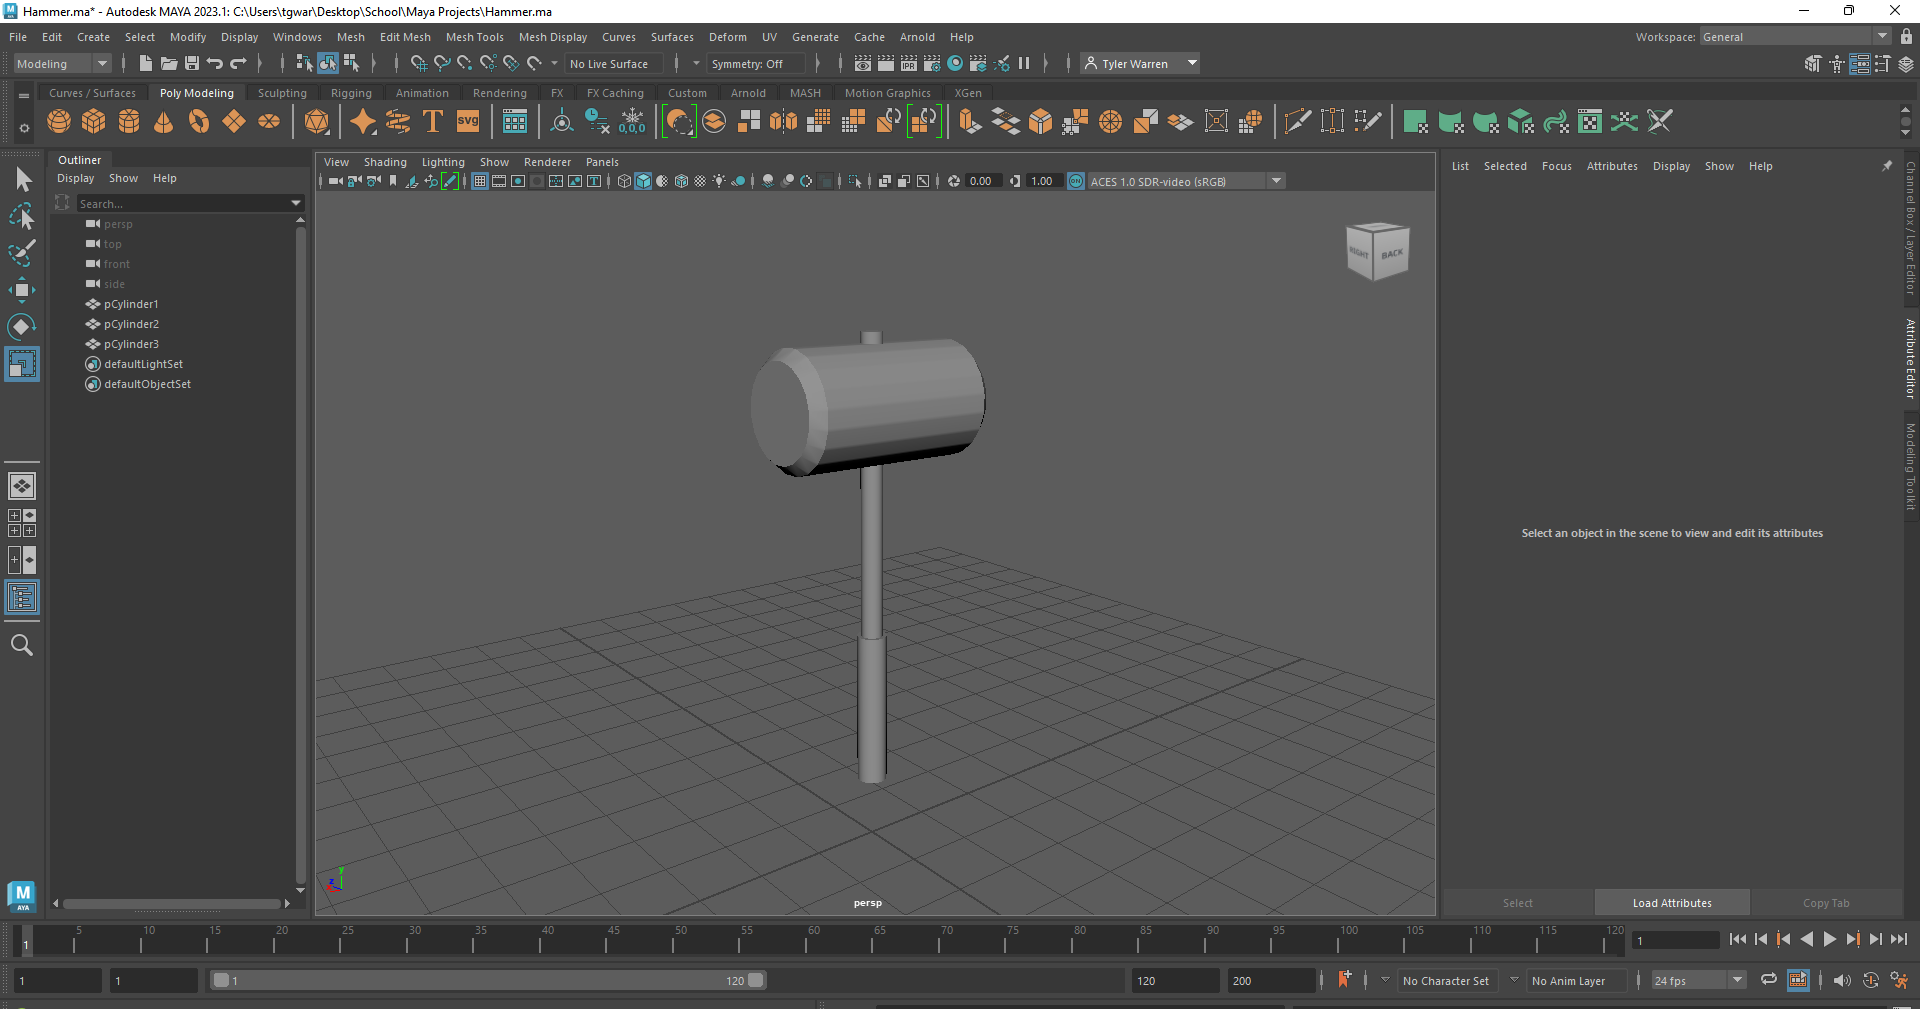 Hammer.ma* - Autodesk MAYA 2023.1: C:\Users\tgwar\Desktop\School\Maya Projects\Hammer.ma
File Edit Create Select Modify Display Windows Mesh Edit Mesh Mesh Tools Mesh Display Curves Surfaces Deform UV Generate Cache Arnold Help Workspace: General
Modeling No Live Surface Symmetry: Off IPR Tyler Warren
Curves / Surfaces Poly Modeling Sculpting Rigging Animation Rendering FX FX Caching Custom Arnold MASH Motion Graphics XGen
T SVG 0,0,0
Outliner
Display Show Help
Search...
persp
top
front
side
pCylinder1
pCylinder2
pCylinder3
defaultLightSet
defaultObjectSet
View Shading Lighting Show Renderer Panels
0.00 1.00 ON ACES 1.0 SDR-video (sRGB)
RIGHT BACK
y
z
persp
List Selected Focus Attributes Display Show Help
Select an object in the scene to view and edit its attributes
Select Load Attributes Copy Tab
Channel Box / Layer Editor
Attribute Editor
Modeling Toolkit
M
AYA
1 5 10 15 20 25 30 35 40 45 50 55 60 65 70 75 80 85 90 95 100 105 110 115 120 1
1 1 1 120 120 200 No Character Set No Anim Layer 24 fps